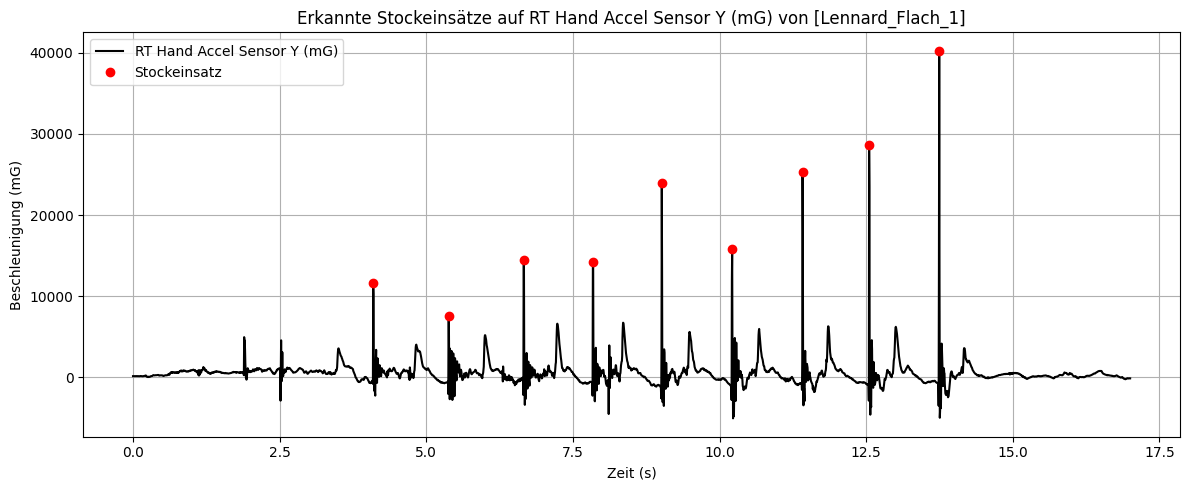 Erkannte Stockeinsätze auf RT Hand Accel Sensor Y (mG) von [Lennard_Flach_1]
RT Hand Accel Sensor Y (mG)
Stockeinsatz
Beschleunigung (mG)
40000
30000
20000
10000
0
0.0
2.5
5.0
7.5
10.0
12.5
15.0
17.5
Zeit (s)